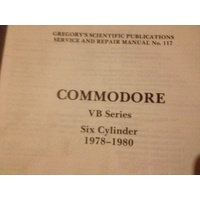 GREGORY'S SCIENTIFIC PUBLICATIONS
SERVICE AND REPAIR MANUAL No. 117
COMMODORE
VB Series
Six Cylinder
1978–1980